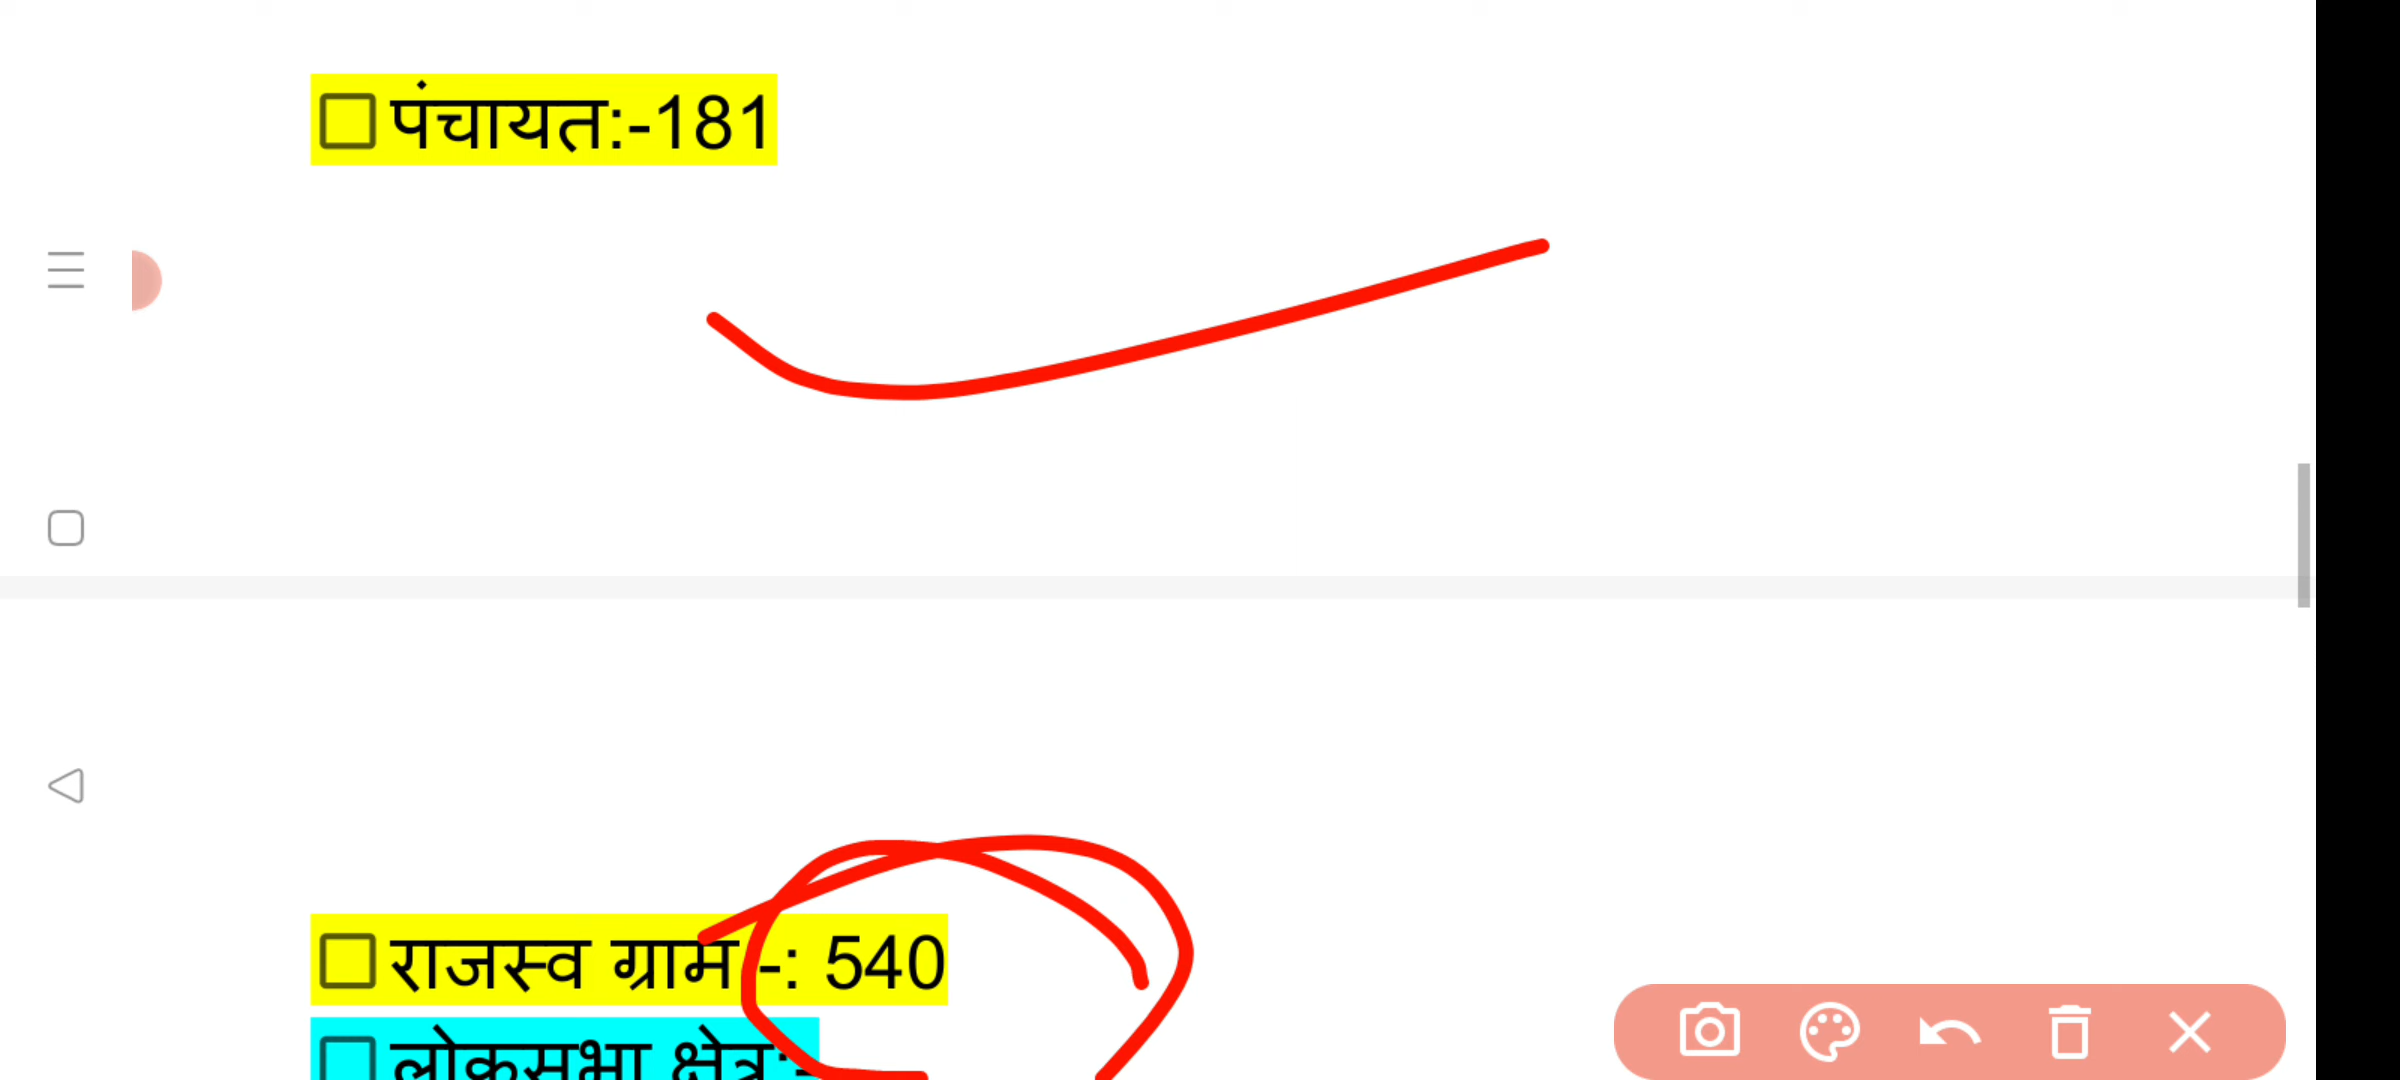 पंचायत:-181
राजस्व ग्राम -: 540
लोकसभा क्षेत्र:-